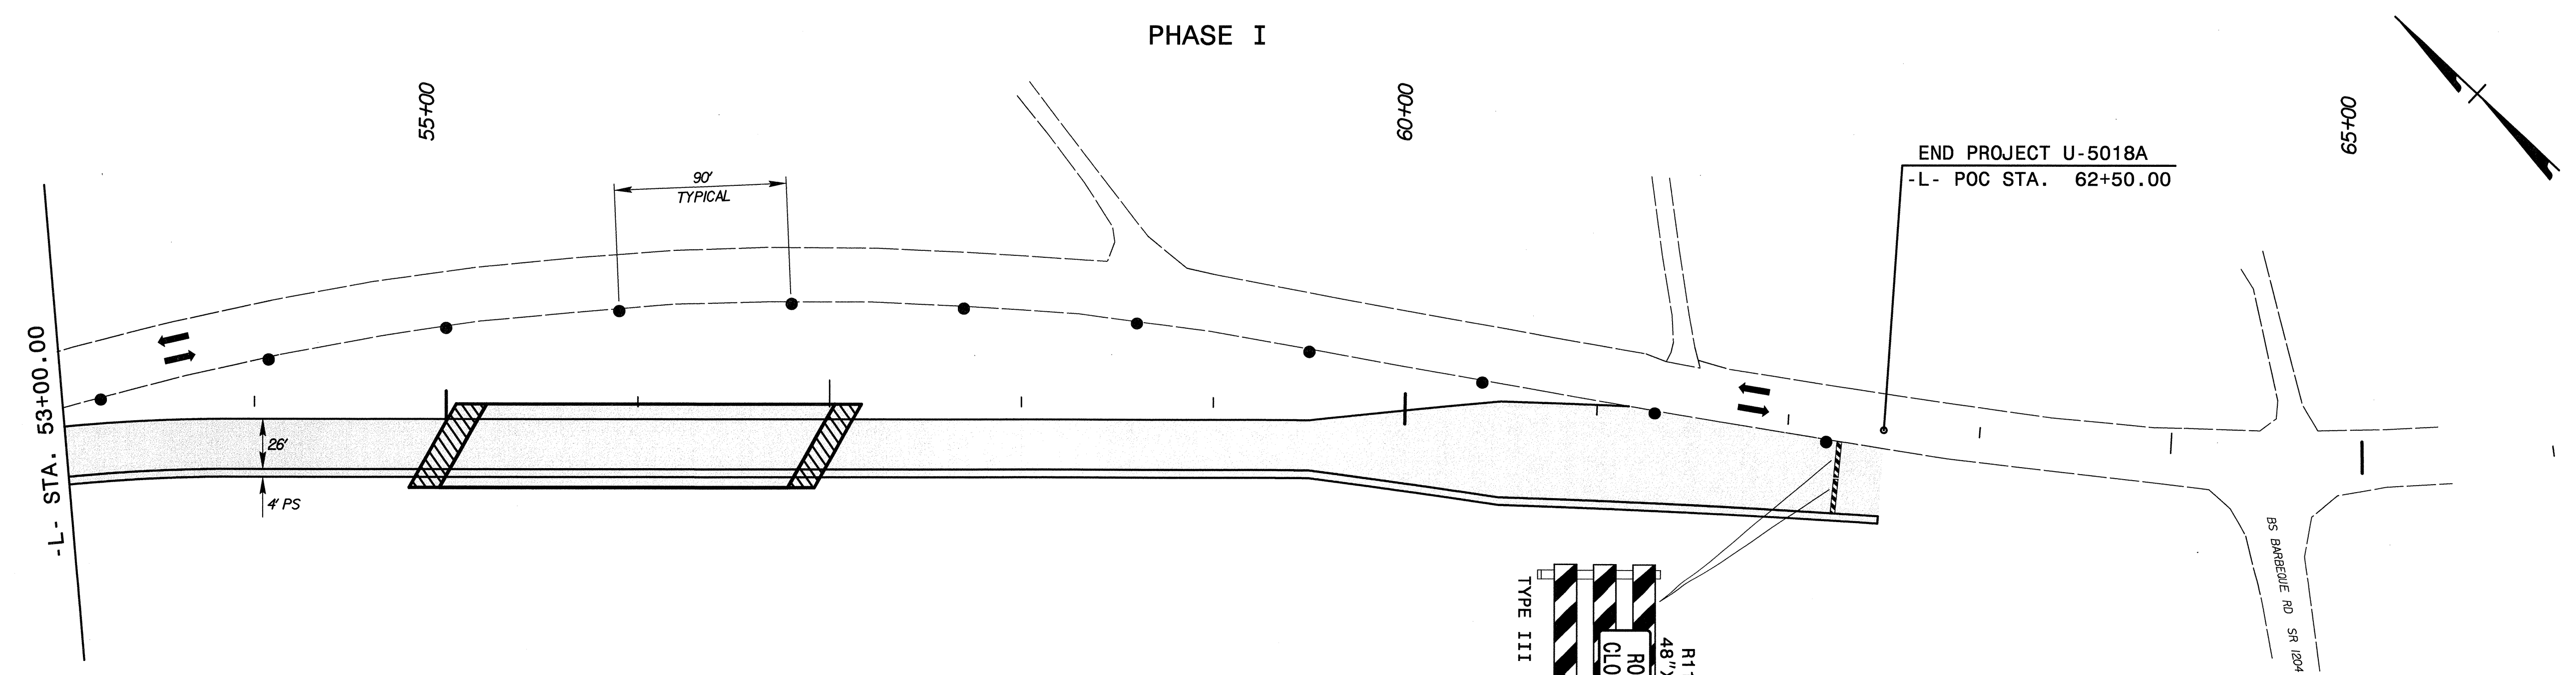 PHASE I
55+00
60+00
65+00
END PROJECT U-5018A
-L- POC STA. 62+50.00
90'
TYPICAL
-L- STA. 53+00.00
26'
4' PS
TYPE III
BS BARBEQUE RD SR 1204